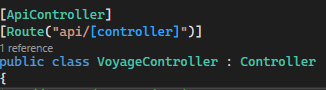 [ApiController]
[Route("api/[controller]")]
1 reference
public class VoyageController : Controller
{